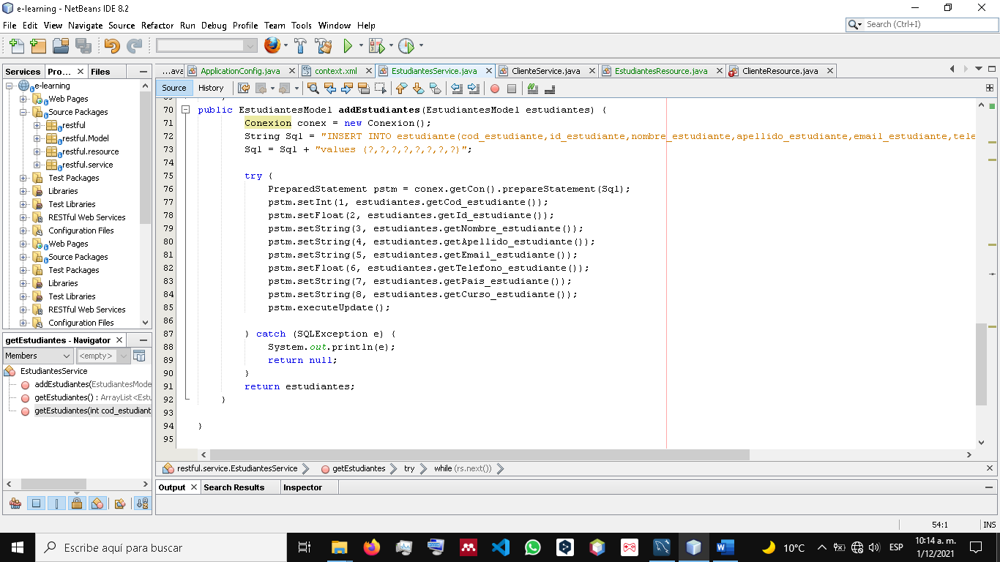 e-learning - NetBeans IDE 8.2
File Edit View Navigate Source Refactor Run Debug Profile Team Tools Window Help
Search (Ctrl+I)
Services Pro... Files
e-learning
Web Pages
Source Packages
restful
restful.Model
restful.resource
restful.service
Test Packages
Libraries
Test Libraries
RESTful Web Services
Configuration Files
Web Pages
Source Packages
Test Packages
Libraries
Test Libraries
RESTful Web Services
Configuration Files
getEstudiantes - Navigator
Members <empty>
EstudiantesService
addEstudiantes(EstudiantesMode
getEstudiantes() : ArrayList<Estu
getEstudiantes(int cod_estudiant
...ava ApplicationConfig.java context.xml EstudiantesService.java ClienteService.java EstudiantesResource.java ClienteResource.java
Source History
70 public EstudiantesModel addEstudiantes(EstudiantesModel estudiantes) {
71 Conexion conex = new Conexion();
72 String Sql = "INSERT INTO estudiante(cod_estudiante,id_estudiante,nombre_estudiante,apellido_estudiante,email_estudiante,tele
73 Sql = Sql + "values (?,?,?,?,?,?,?,?)";
74
75 try {
76 PreparedStatement pstm = conex.getCon().prepareStatement(Sql);
77 pstm.setInt(1, estudiantes.getCod_estudiante());
78 pstm.setFloat(2, estudiantes.getId_estudiante());
79 pstm.setString(3, estudiantes.getNombre_estudiante());
80 pstm.setString(4, estudiantes.getApellido_estudiante());
81 pstm.setString(5, estudiantes.getEmail_estudiante());
82 pstm.setFloat(6, estudiantes.getTelefono_estudiante());
83 pstm.setString(7, estudiantes.getPais_estudiante());
84 pstm.setString(8, estudiantes.getCurso_estudiante());
85 pstm.executeUpdate();
86
87 } catch (SQLException e) {
88 System.out.println(e);
89 return null;
90 }
91 return estudiantes;
92 }
93
94 }
95
restful.service.EstudiantesService getEstudiantes try while (rs.next())
Output Search Results Inspector
54:1 INS
Escribe aquí para buscar
10°C
ESP
10:14 a. m.
1/12/2021